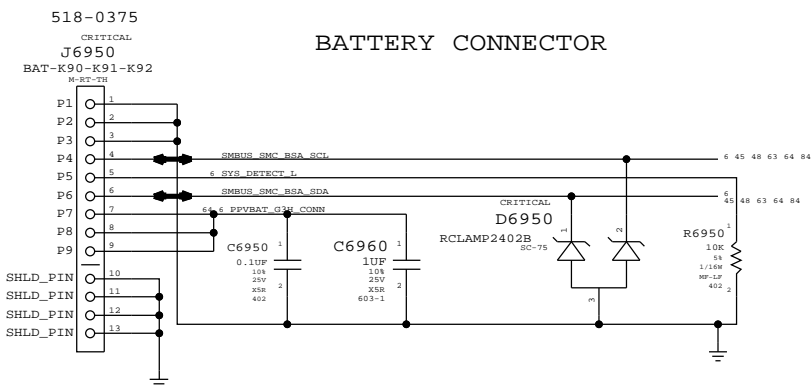 518-0375
CRITICAL
J6950
BAT-K90-K91-K92
M-RT-TH
BATTERY CONNECTOR
P1 1
P2 2
P3 3
P4 4 SMBUS_SMC_BSA_SCL 6 45 48 63 64 84
P5 5 6 SYS_DETECT_L
P6 6 SMBUS_SMC_BSA_SDA 6 45 48 63 64 84
P7 7 64 6 PPVBAT_G3H_CONN
P8 8
P9 9
SHLD_PIN 10
SHLD_PIN 11
SHLD_PIN 12
SHLD_PIN 13
C6950 1
0.1UF
10%
25V
X5R 2
402
C6960 1
1UF
10%
25V
X5R 2
603-1
CRITICAL
D6950
RCLAMP2402B
SC-75
1
2
3
R6950 1
10K
5%
1/16W
MF-LF
402 2